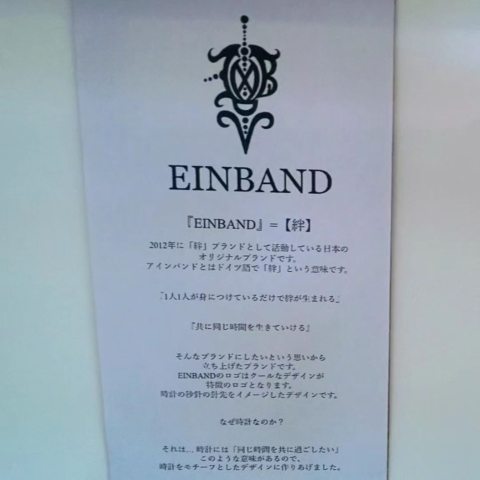 EINBAND
『EINBAND』=【絆】
2012年に「絆」ブランドとして活動している日本の
オリジナルブランドです。
アインバンドとはドイツ語で「絆」という意味です。
「1人1人が身につけているだけで絆が生まれる」
『共に同じ時間を生きていける』
そんなブランドにしたいという思いから
立ち上げたブランドです。
EINBANDのロゴはクールなデザインが
特徴のロゴとなります。
時計の秒針の針先をイメージしたデザインです。
なぜ時計なのか？
それは…時計には「同じ時間を共に過ごしたい」
このような意味があるので、
時計をモチーフとしたデザインに作りあげました。